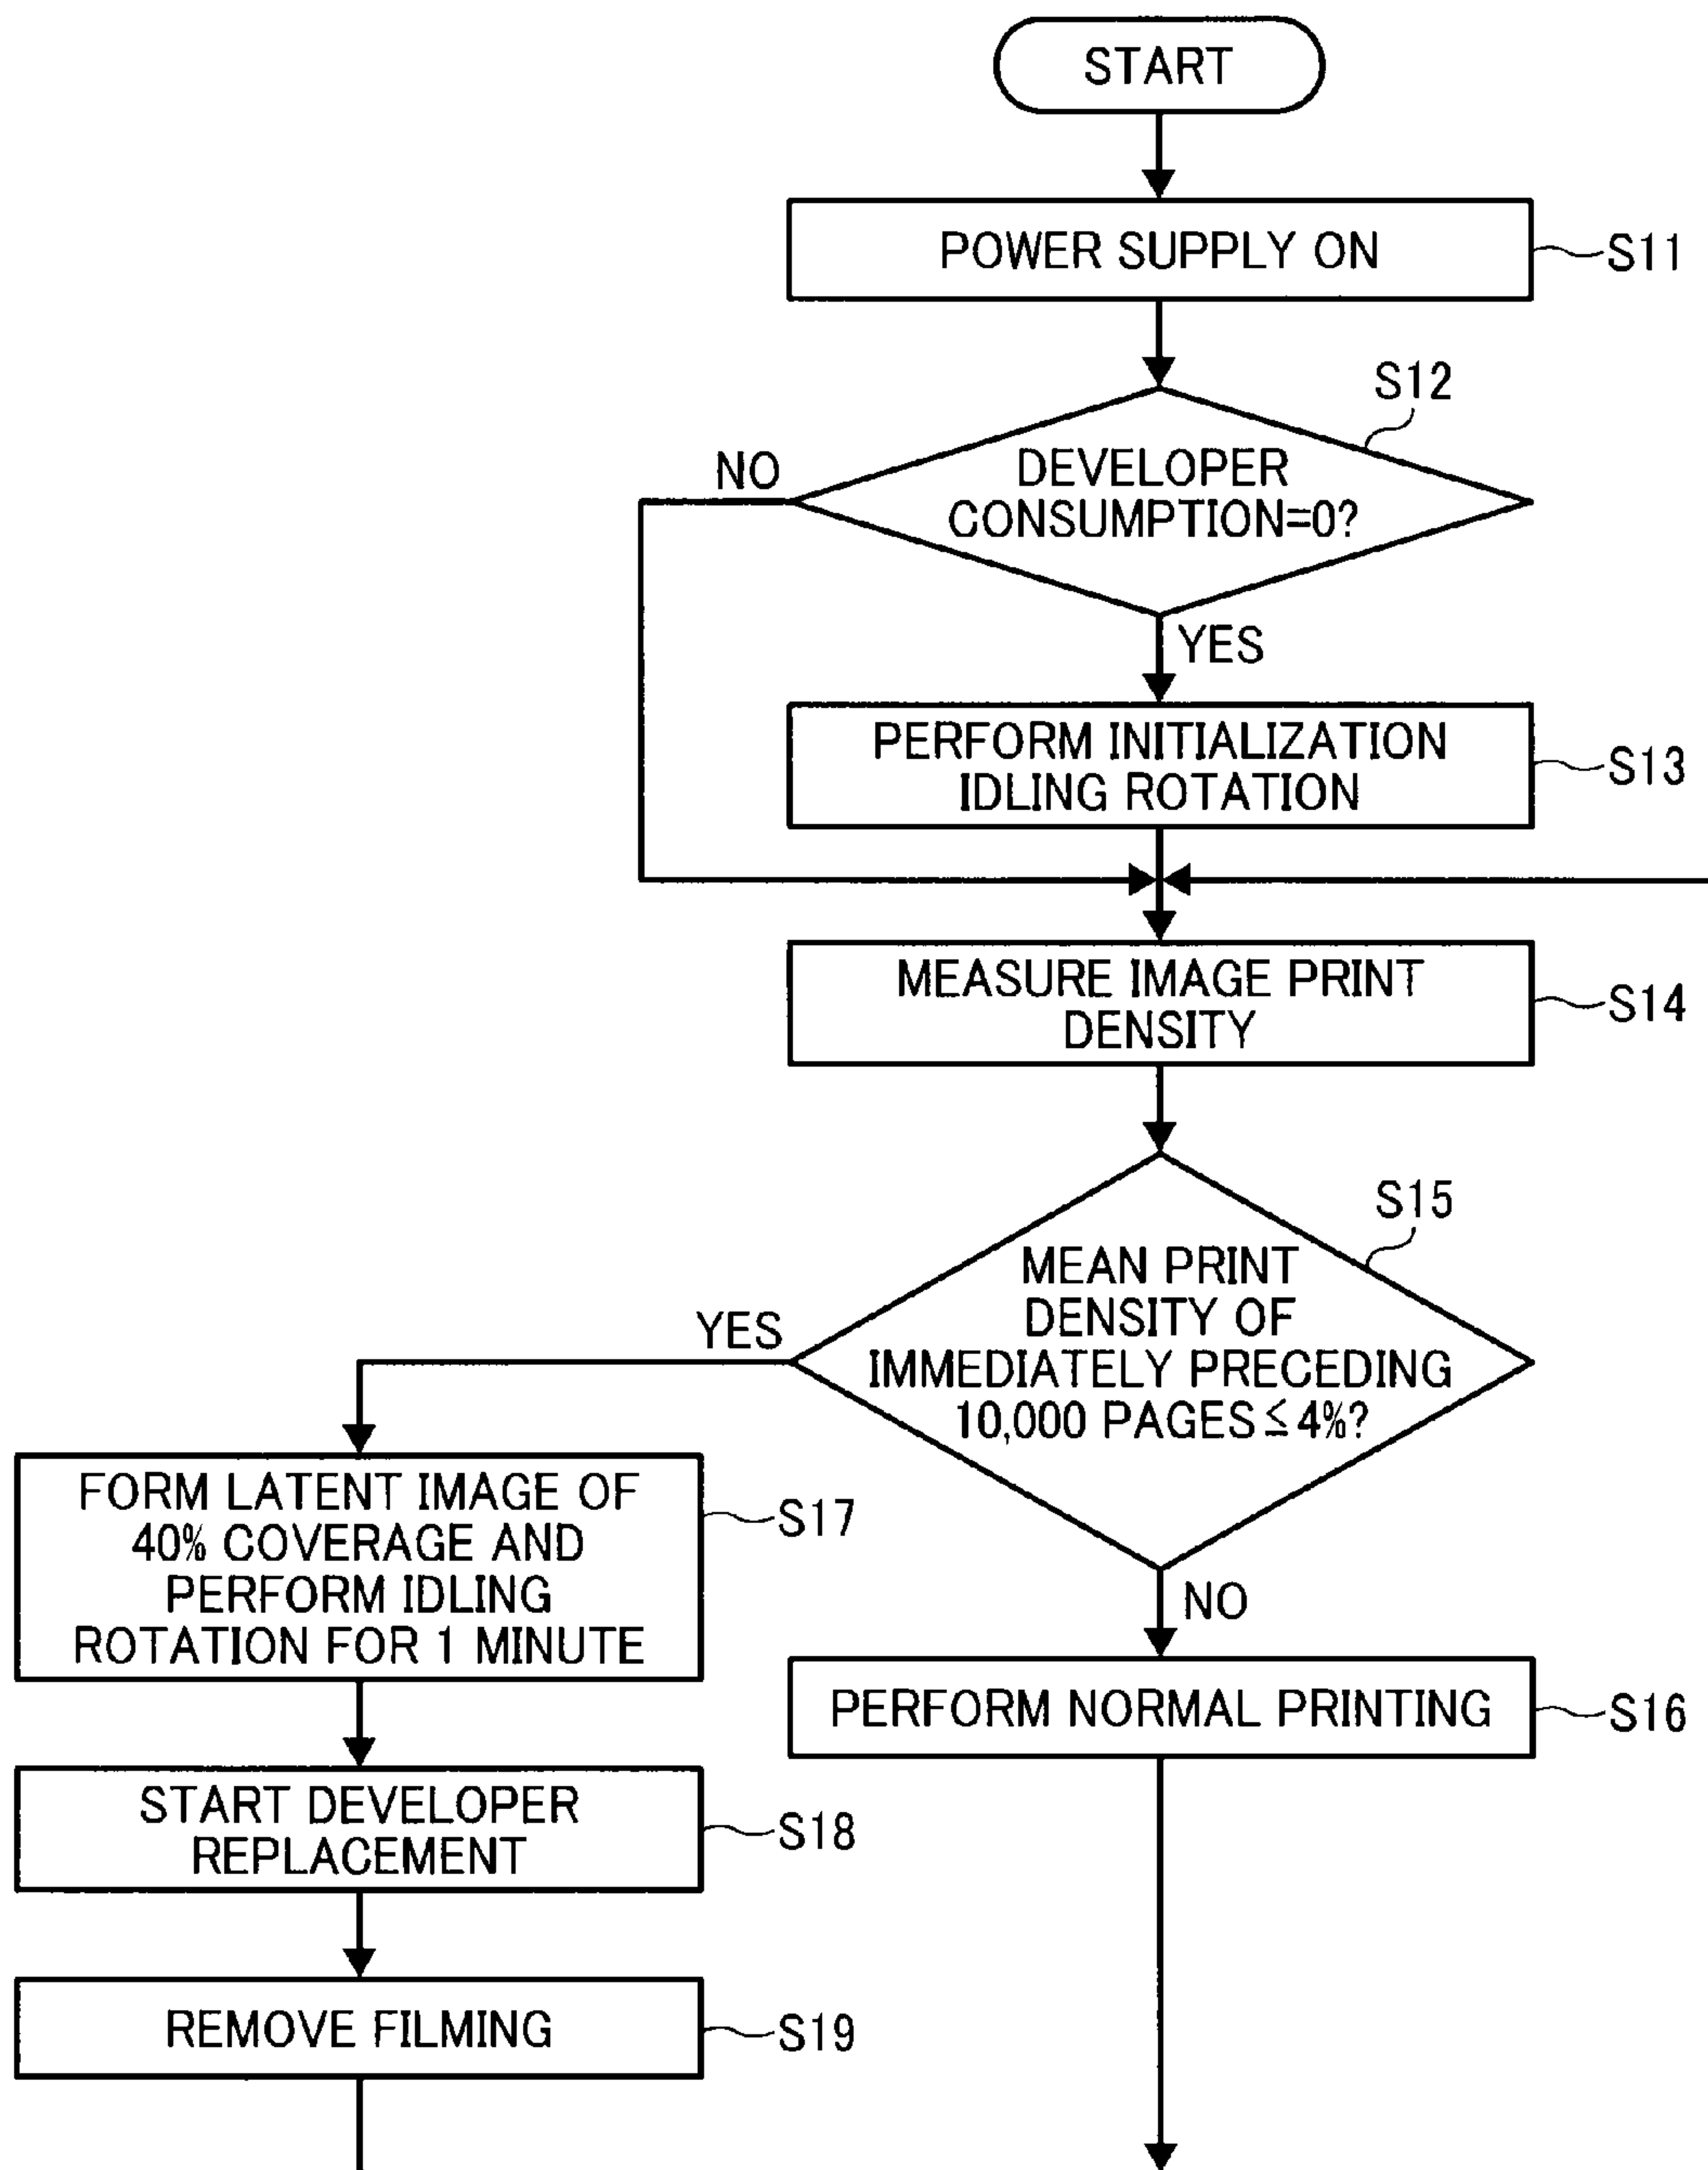 START
POWER SUPPLY ON
S11
S12
DEVELOPER
CONSUMPTION=0?
NO
YES
PERFORM INITIALIZATION
IDLING ROTATION
S13
MEASURE IMAGE PRINT
DENSITY
S14
S15
MEAN PRINT
DENSITY OF
IMMEDIATELY PRECEDING
10,000 PAGES≤4%?
YES
NO
FORM LATENT IMAGE OF
40% COVERAGE AND
PERFORM IDLING
ROTATION FOR 1 MINUTE
S17
PERFORM NORMAL PRINTING
S16
START DEVELOPER
REPLACEMENT
S18
REMOVE FILMING
S19